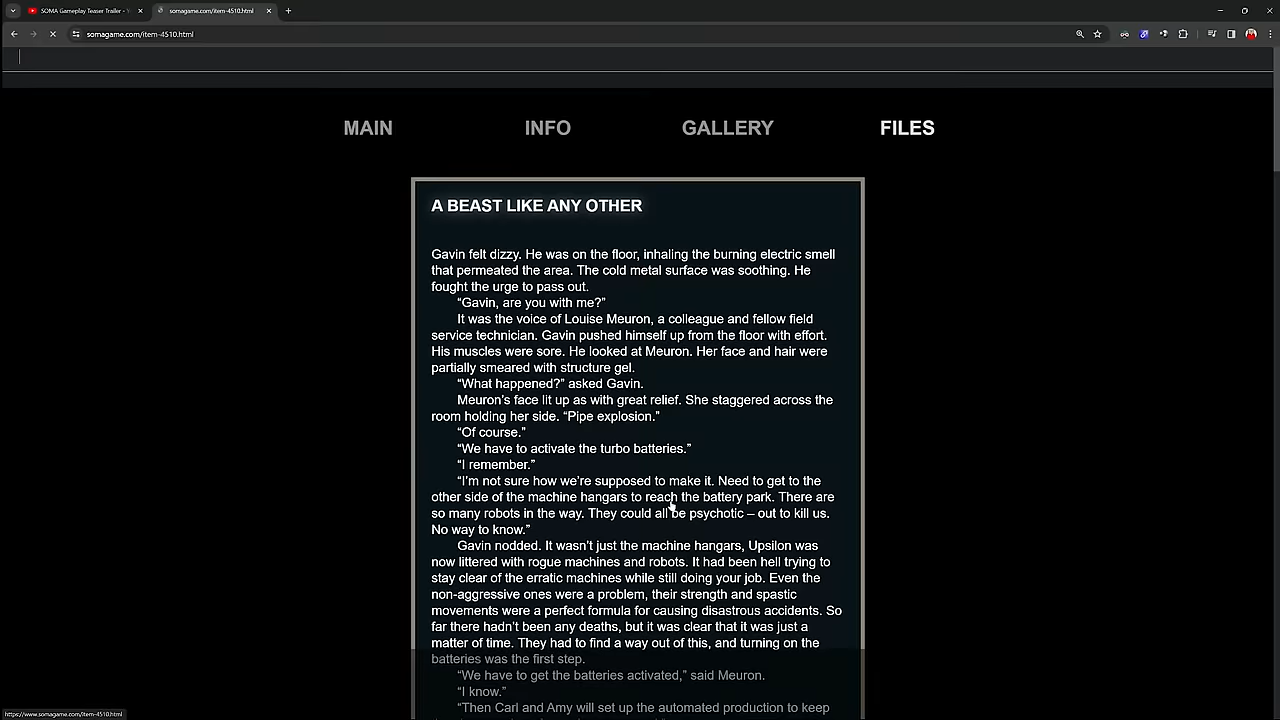 SOMA Gameplay Teaser Trailer - Y
somagame.com/item-4510.html
somagame.com/item-4510.html
MAIN
INFO
GALLERY
FILES
A BEAST LIKE ANY OTHER
Gavin felt dizzy. He was on the floor, inhaling the burning electric smell
that permeated the area. The cold metal surface was soothing. He
fought the urge to pass out.
“Gavin, are you with me?”
It was the voice of Louise Meuron, a colleague and fellow field
service technician. Gavin pushed himself up from the floor with effort.
His muscles were sore. He looked at Meuron. Her face and hair were
partially smeared with structure gel.
“What happened?” asked Gavin.
Meuron’s face lit up as with great relief. She staggered across the
room holding her side. “Pipe explosion.”
“Of course.”
“We have to activate the turbo batteries.”
“I remember.”
“I’m not sure how we’re supposed to make it. Need to get to the
other side of the machine hangars to reach the battery park. There are
so many robots in the way. They could all be psychotic – out to kill us.
No way to know.”
Gavin nodded. It wasn’t just the machine hangars, Upsilon was
now littered with rogue machines and robots. It had been hell trying to
stay clear of the erratic machines while still doing your job. Even the
non-aggressive ones were a problem, their strength and spastic
movements were a perfect formula for causing disastrous accidents. So
far there hadn’t been any deaths, but it was clear that it was just a
matter of time. They had to find a way out of this, and turning on the
batteries was the first step.
“We have to get the batteries activated,” said Meuron.
“I know.”
“Then Carl and Amy will set up the automated production to keep
https://www.somagame.com/item-4510.html